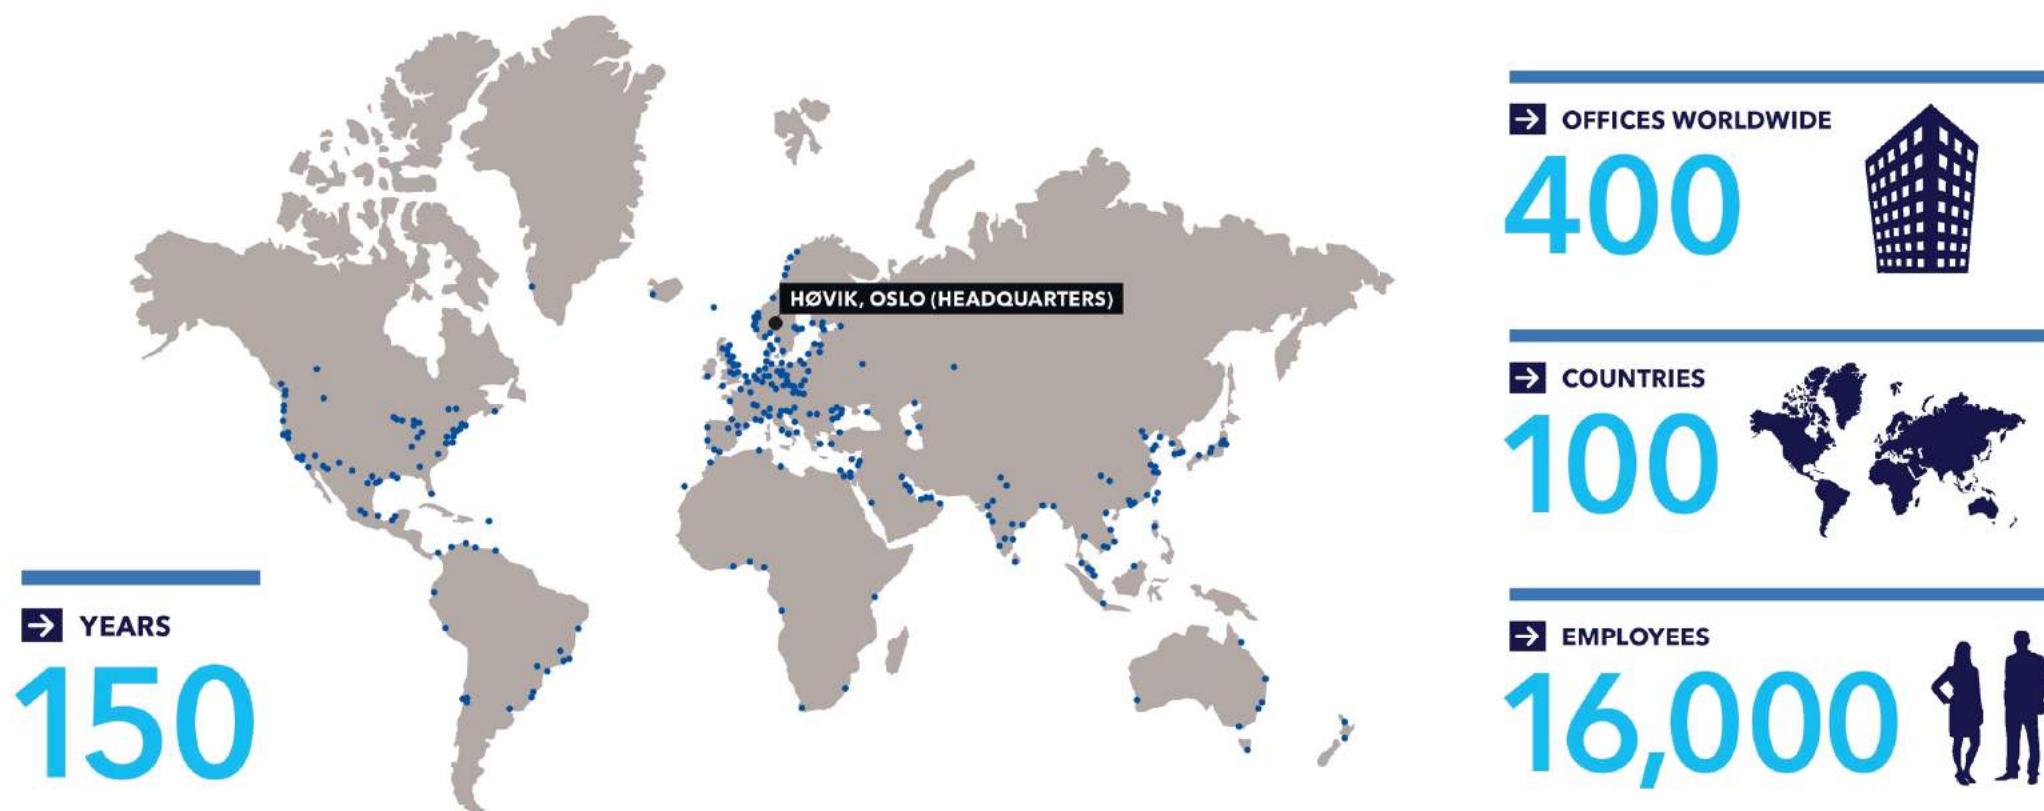 OFFICES WORLDWIDE
400
HØVIK, OSLO (HEADQUARTERS)
COUNTRIES
100
YEARS
150
EMPLOYEES
16,000